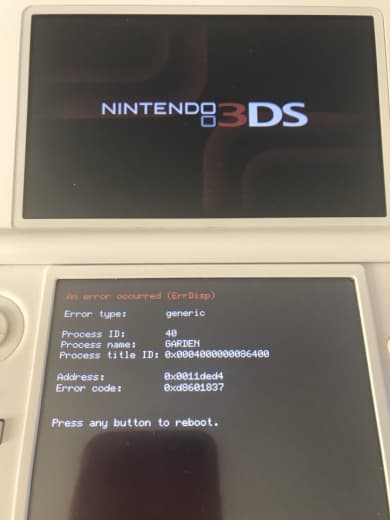 NINTENDO 3DS
An error occurred (ErrDisp)
Error type: generic
Process ID: 40
Process name: GARDEN
Process title ID: 0x0004000000086400
Address: 0x0011ded4
Error code: 0xd8601837
Press any button to reboot.